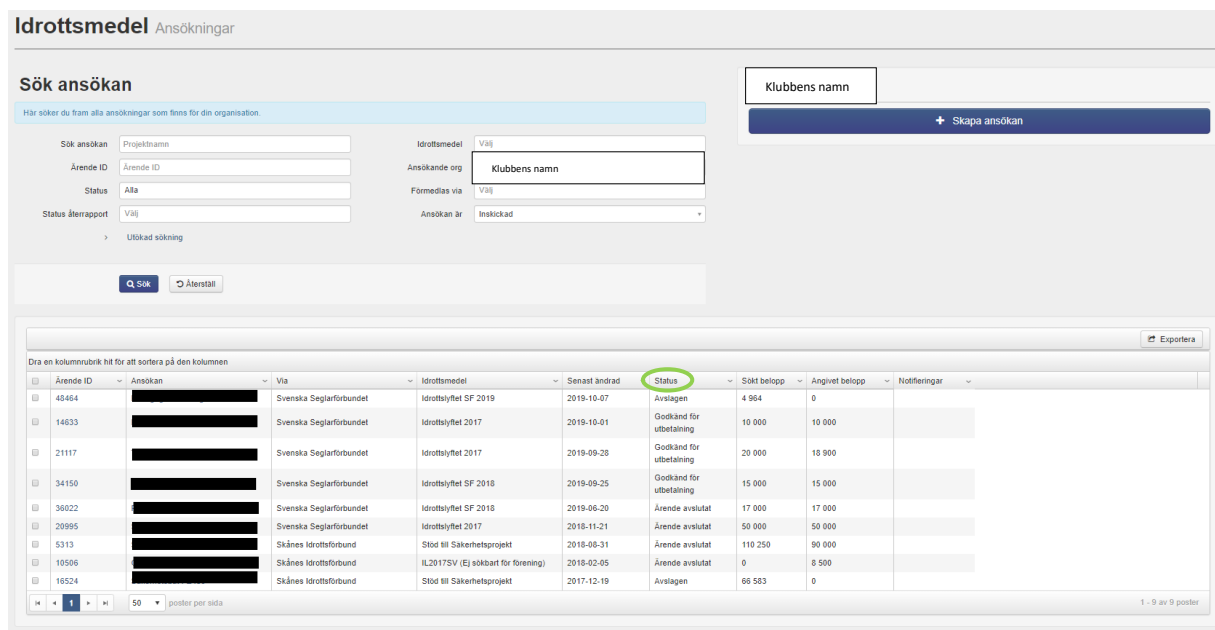 Idrottsmedel Ansökningar
Sök ansökan
Här söker du fram alla ansökningar som finns för din organisation.
Sök ansökan Projektnamn Idrottsmedel Välj
Ärende ID Ärende ID Ansökande org Klubbens namn
Status Alla Förmedlas via Välj
Status återrapport Välj Ansökan är Inskickad
Utökad sökning
Sök Återställ
Klubbens namn
+ Skapa ansökan
Exportera
Dra en kolumnrubrik hit för att sortera på den kolumnen
Ärende ID Ansökan Via Idrottsmedel Senast ändrad Status Sökt belopp Angivet belopp Notifieringar
48464 Svenska Seglarförbundet Idrottslyftet SF 2019 2019-10-07 Avslagen 4 964 0
14633 Svenska Seglarförbundet Idrottslyftet 2017 2019-10-01 Godkänd för utbetalning 10 000 10 000
21117 Svenska Seglarförbundet Idrottslyftet 2017 2019-09-28 Godkänd för utbetalning 20 000 18 900
34150 Svenska Seglarförbundet Idrottslyftet SF 2018 2019-09-25 Godkänd för utbetalning 15 000 15 000
36022 Svenska Seglarförbundet Idrottslyftet SF 2018 2019-06-20 Ärende avslutat 17 000 17 000
20995 Svenska Seglarförbundet Idrottslyftet 2017 2018-11-21 Ärende avslutat 50 000 50 000
5313 Skånes Idrottsförbund Stöd till Säkerhetsprojekt 2018-08-31 Ärende avslutat 110 250 90 000
10506 Skånes Idrottsförbund IL2017SV (Ej sökbart för förening) 2018-02-05 Ärende avslutat 0 8 500
16524 Skånes Idrottsförbund Stöd till Säkerhetsprojekt 2017-12-19 Avslagen 66 583 0
1 50 poster per sida 1 - 9 av 9 poster